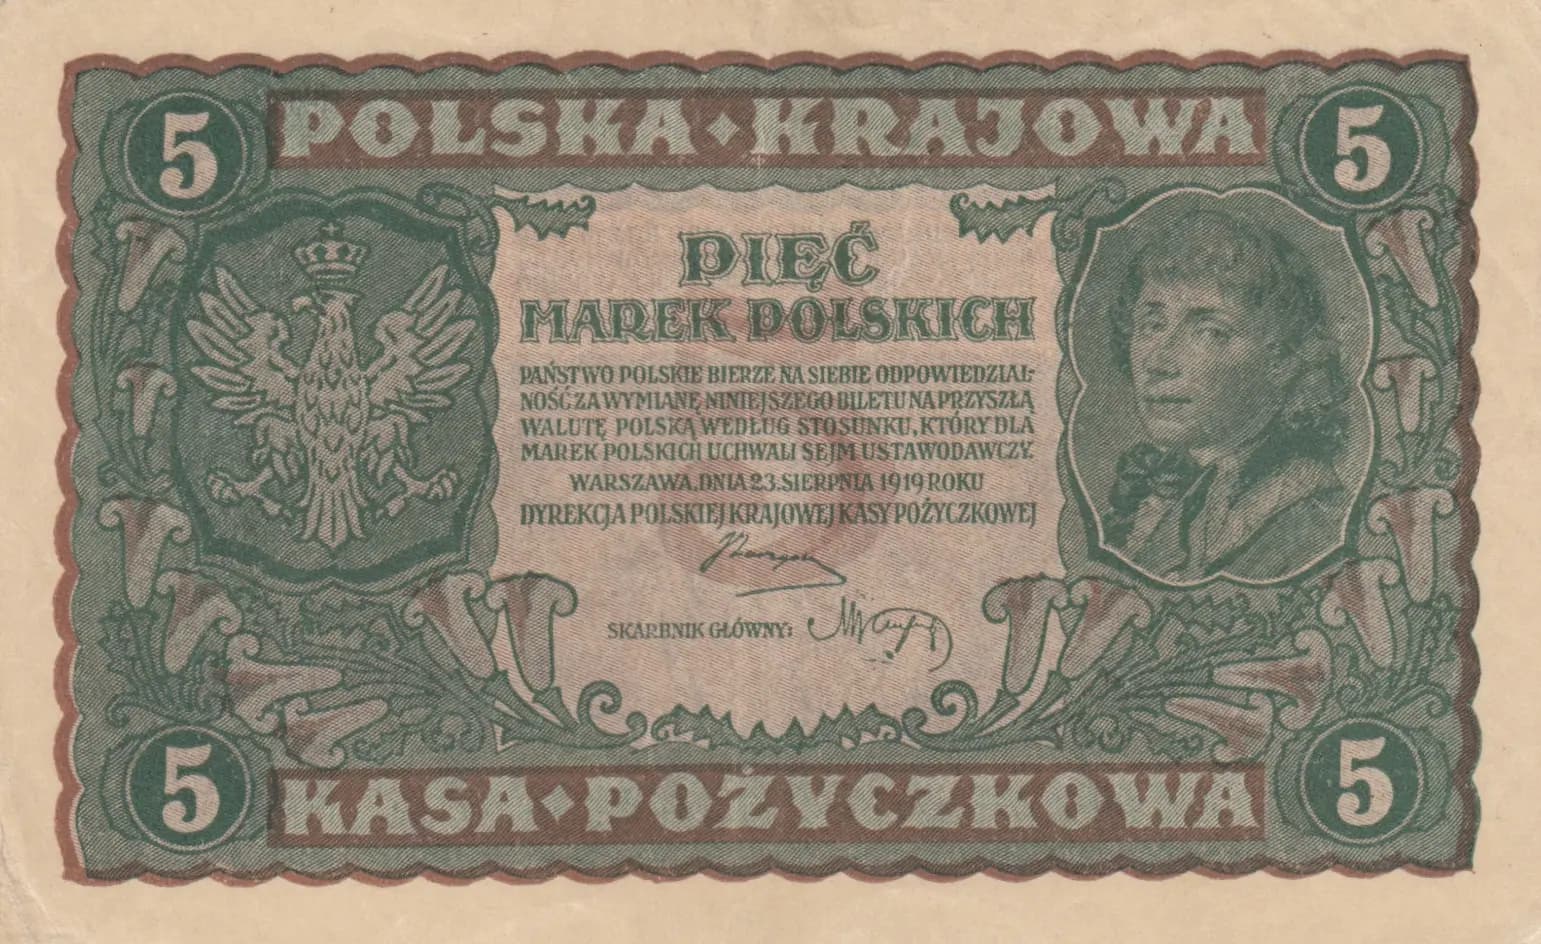 5 POLSKA ◆ KRAJOWA 5
PIĘĆ
MAREK POLSKICH
PAŃSTWO POLSKIE BIERZE NA SIEBIE ODPOWIEDZIAL-
NOŚĆ ZA WYMIANĘ NINIEJSZEGO BILETU NA PRZYSZŁĄ
WALUTĘ POLSKĄ WEDŁUG STOSUNKU, KTÓRY DLA
MAREK POLSKICH UCHWALI SEJM USTAWODAWCZY.
WARSZAWA, DNIA 23. SIERPNIA 1919 ROKU
DYREKCJA POLSKIEJ KRAJOWEJ KASY POŻYCZKOWEJ
SKARBNIK GŁÓWNY:
5 KASA ◆ POŻYCZKOWA 5